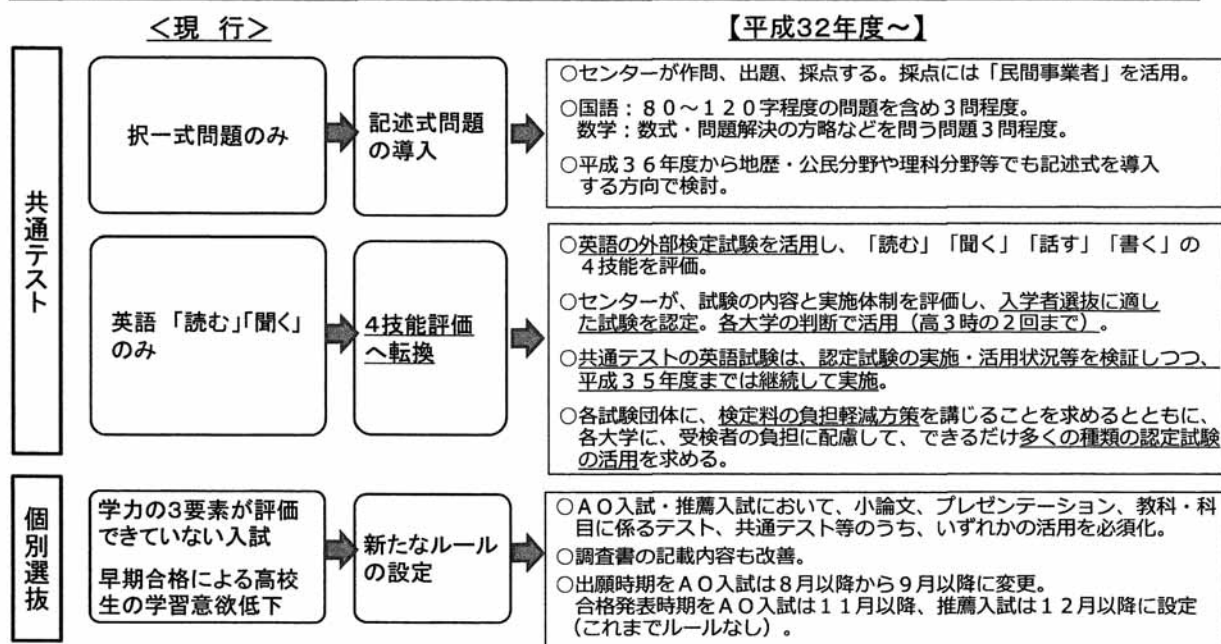 <現 行>
【平成32年度~】
共通テスト
択一式問題のみ
記述式問題
の導入
○センターが作問、出題、採点する。採点には「民間事業者」を活用。
○国語:80~120字程度の問題を含め3問程度。
数学:数式・問題解決の方略などを問う問題3問程度。
○平成36年度から地歴・公民分野や理科分野等でも記述式を導入
する方向で検討。
英語「読む」「聞く」
のみ
4技能評価
へ転換
○英語の外部検定試験を活用し、「読む」「聞く」「話す」「書く」の
4技能を評価。
○センターが、試験の内容と実施体制を評価し、入学者選抜に適し
た試験を認定。各大学の判断で活用(高3時の2回まで)。
○共通テストの英語試験は、認定試験の実施・活用状況等を検証しつつ、
平成35年度までは継続して実施。
○各試験団体に、検定料の負担軽減方策を講じることを求めるとともに、
各大学に、受検者の負担に配慮して、できるだけ多くの種類の認定試験
の活用を求める。
個別選抜
学力の3要素が評価
できていない入試
早期合格による高校
生の学習意欲低下
新たなルール
の設定
○AO入試・推薦入試において、小論文、プレゼンテーション、教科・科
目に係るテスト、共通テスト等のうち、いずれかの活用を必須化。
○調査書の記載内容も改善。
○出願時期をAO入試は8月以降から9月以降に変更。
合格発表時期をAO入試は11月以降、推薦入試は12月以降に設定
(これまでルールなし)。